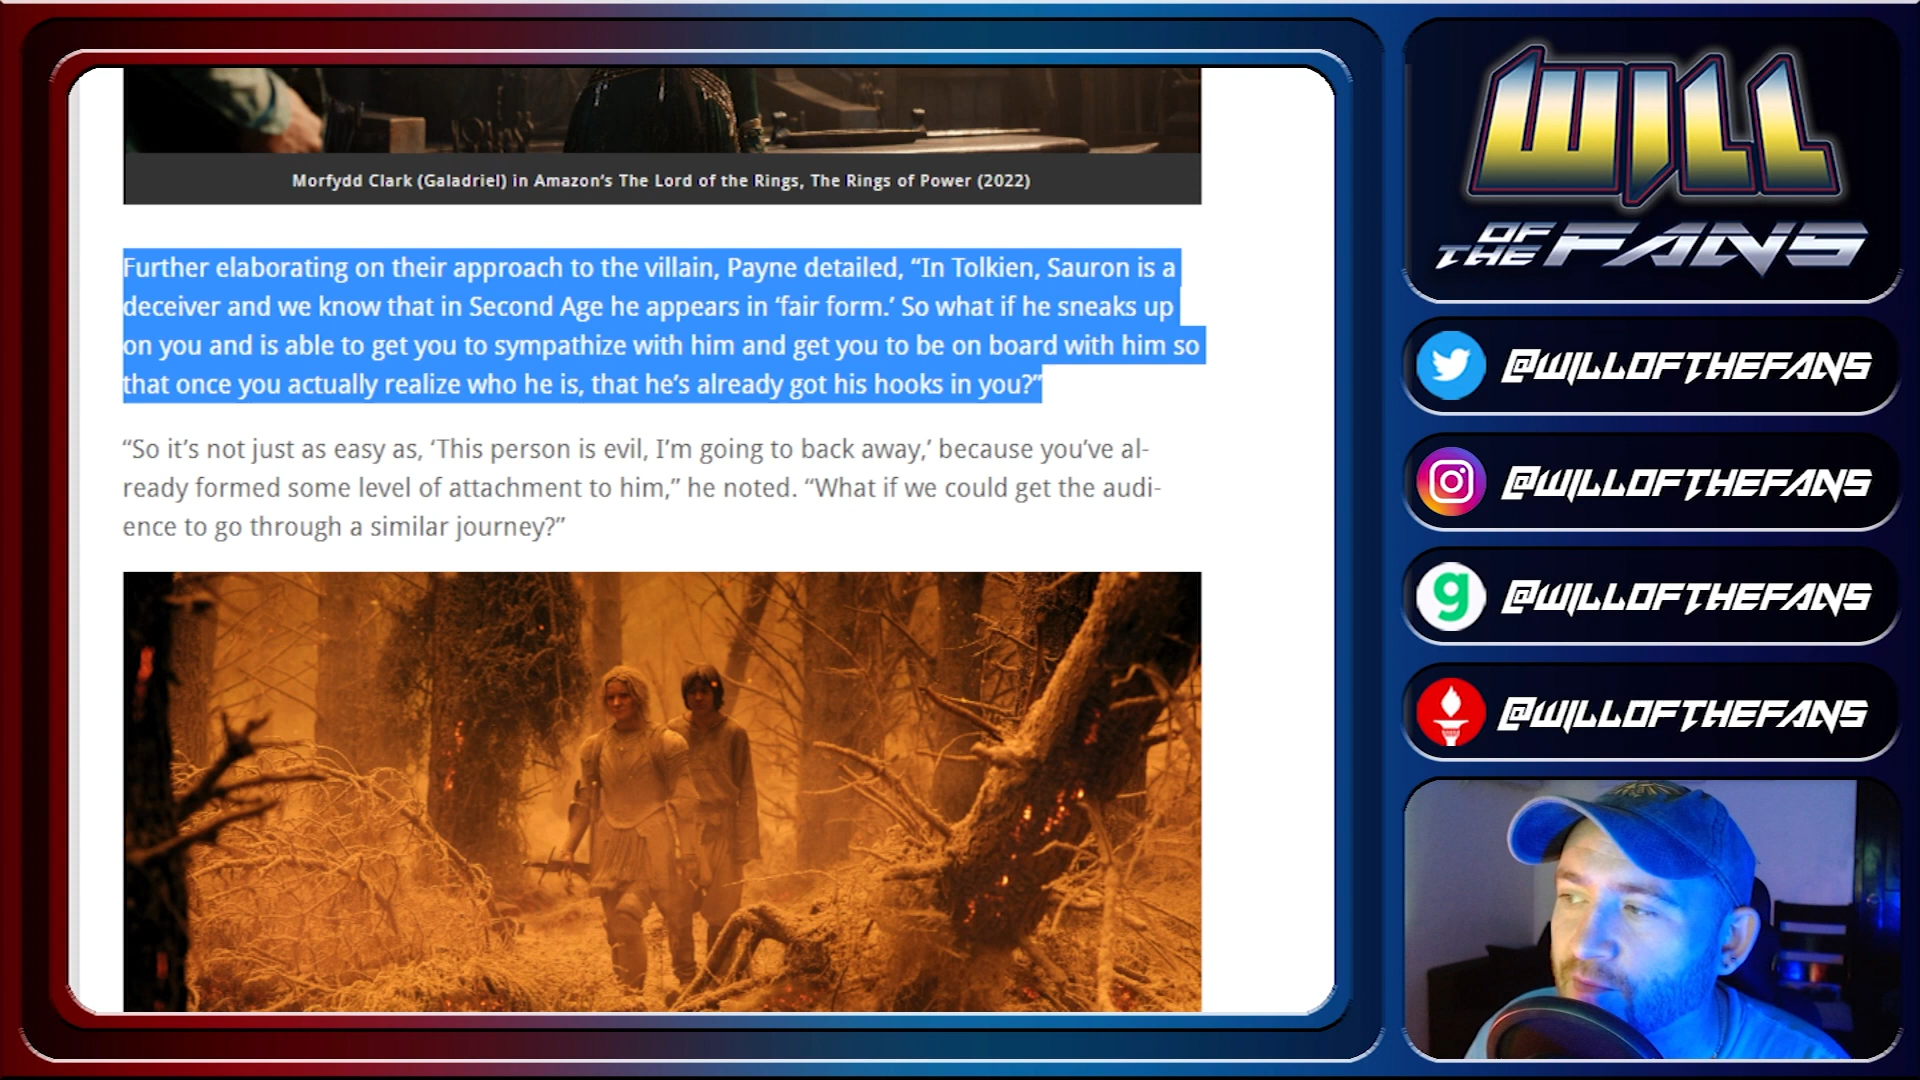 Morfydd Clark (Galadriel) in Amazon’s The Lord of the Rings, The Rings of Power (2022)
Further elaborating on their approach to the villain, Payne detailed, “In Tolkien, Sauron is a
deceiver and we know that in Second Age he appears in ‘fair form.’ So what if he sneaks up
on you and is able to get you to sympathize with him and get you to be on board with him so
that once you actually realize who he is, that he’s already got his hooks in you?”
“So it’s not just as easy as, ‘This person is evil, I’m going to back away,’ because you’ve al-
ready formed some level of attachment to him,” he noted. “What if we could get the audi-
ence to go through a similar journey?”
WILL
OF
THE FANS
@WILLOFTHEFANS
@WILLOFTHEFANS
g @WILLOFTHEFANS
@WILLOFTHEFANS